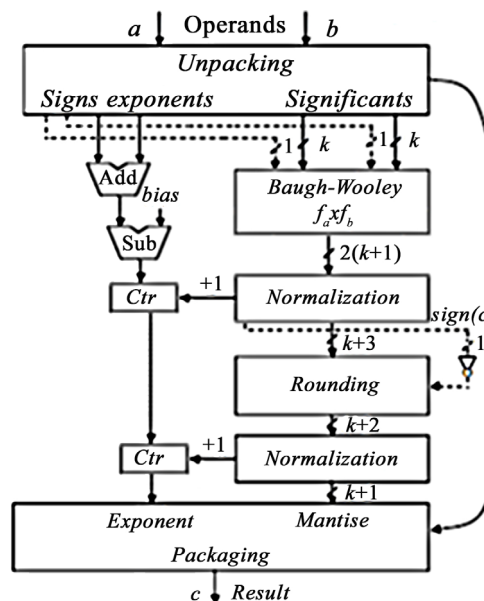 a Operands b
Unpacking
Signs exponents Significants
1 k 1 k
Add
bias
Baugh-Wooley
f_a x f_b
Sub
2(k+1)
Ctr +1 Normalization
sign(c
k+3 1
Rounding
k+2
Ctr +1 Normalization
k+1
Exponent Mantise
Packaging
c Result